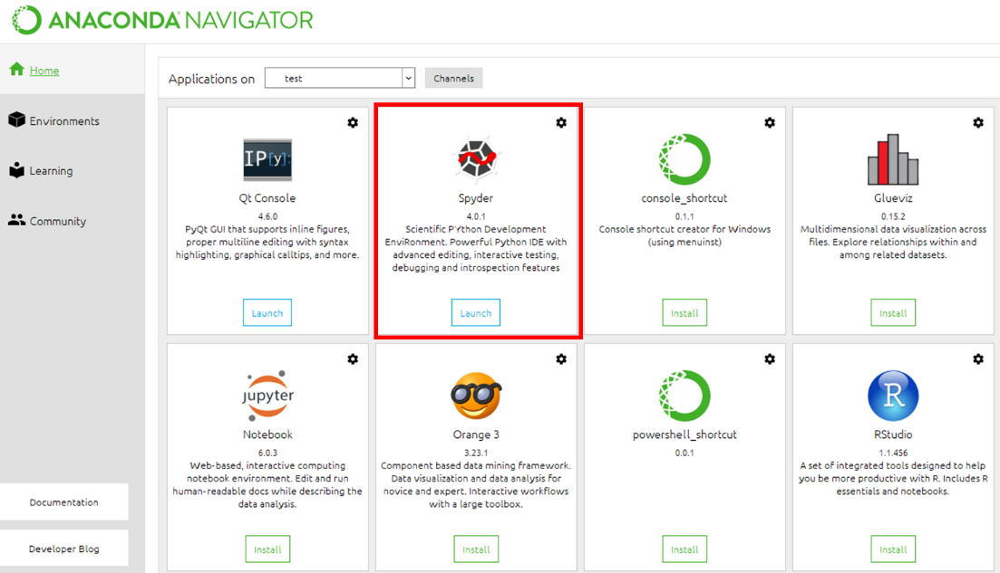 ANACONDA NAVIGATOR
Home
Environments
Learning
Community
Documentation
Developer Blog
Applications on
test
Channels
IP[y]:
Qt Console
4.6.0
PyQt GUI that supports inline figures,
proper multiline editing with syntax
highlighting, graphical calltips, and more.
Launch
Spyder
4.0.1
Scientific PYthon Development
EnviRonment. Powerful Python IDE with
advanced editing, interactive testing,
debugging and introspection features
Launch
console_shortcut
0.1.1
Console shortcut creator for Windows
(using menuinst)
Install
Glueviz
0.15.2
Multidimensional data visualization across
files. Explore relationships within and
among related datasets.
Install
jupyter
Notebook
6.0.3
Web-based, interactive computing
notebook environment. Edit and run
human-readable docs while describing the
data analysis.
Install
Orange 3
3.23.1
Component based data mining framework.
Data visualization and data analysis for
novice and expert. Interactive workflows
with a large toolbox.
Install
powershell_shortcut
0.0.1
Install
R
RStudio
1.1.456
A set of integrated tools designed to help
you be more productive with R. Includes R
essentials and notebooks.
Install